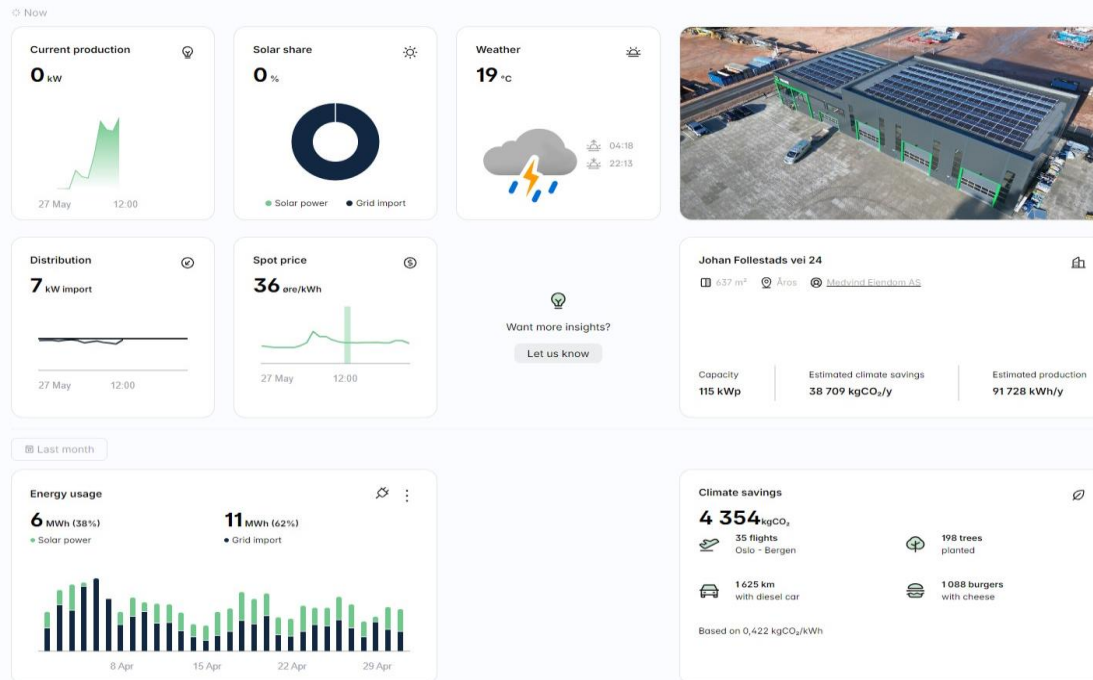 Now
Current production
0 kW
27 May 12:00
Solar share
0 %
Solar power Grid import
Weather
19 °C
04:18
22:13
Distribution
7 kW import
27 May 12:00
Spot price
36 øre/kWh
27 May 12:00
Want more insights?
Let us know
Johan Follestads vei 24
637 m² Åros Medvind Eiendom AS
Capacity
115 kWp
Estimated climate savings
38 709 kgCO₂/y
Estimated production
91 728 kWh/y
Last month
Energy usage
6 MWh (38%)
Solar power
11 MWh (62%)
Grid import
8 Apr 15 Apr 22 Apr 29 Apr
Climate savings
4 354 kgCO₂
35 flights
Oslo - Bergen
198 trees
planted
1 625 km
with diesel car
1 088 burgers
with cheese
Based on 0,422 kgCO₂/kWh